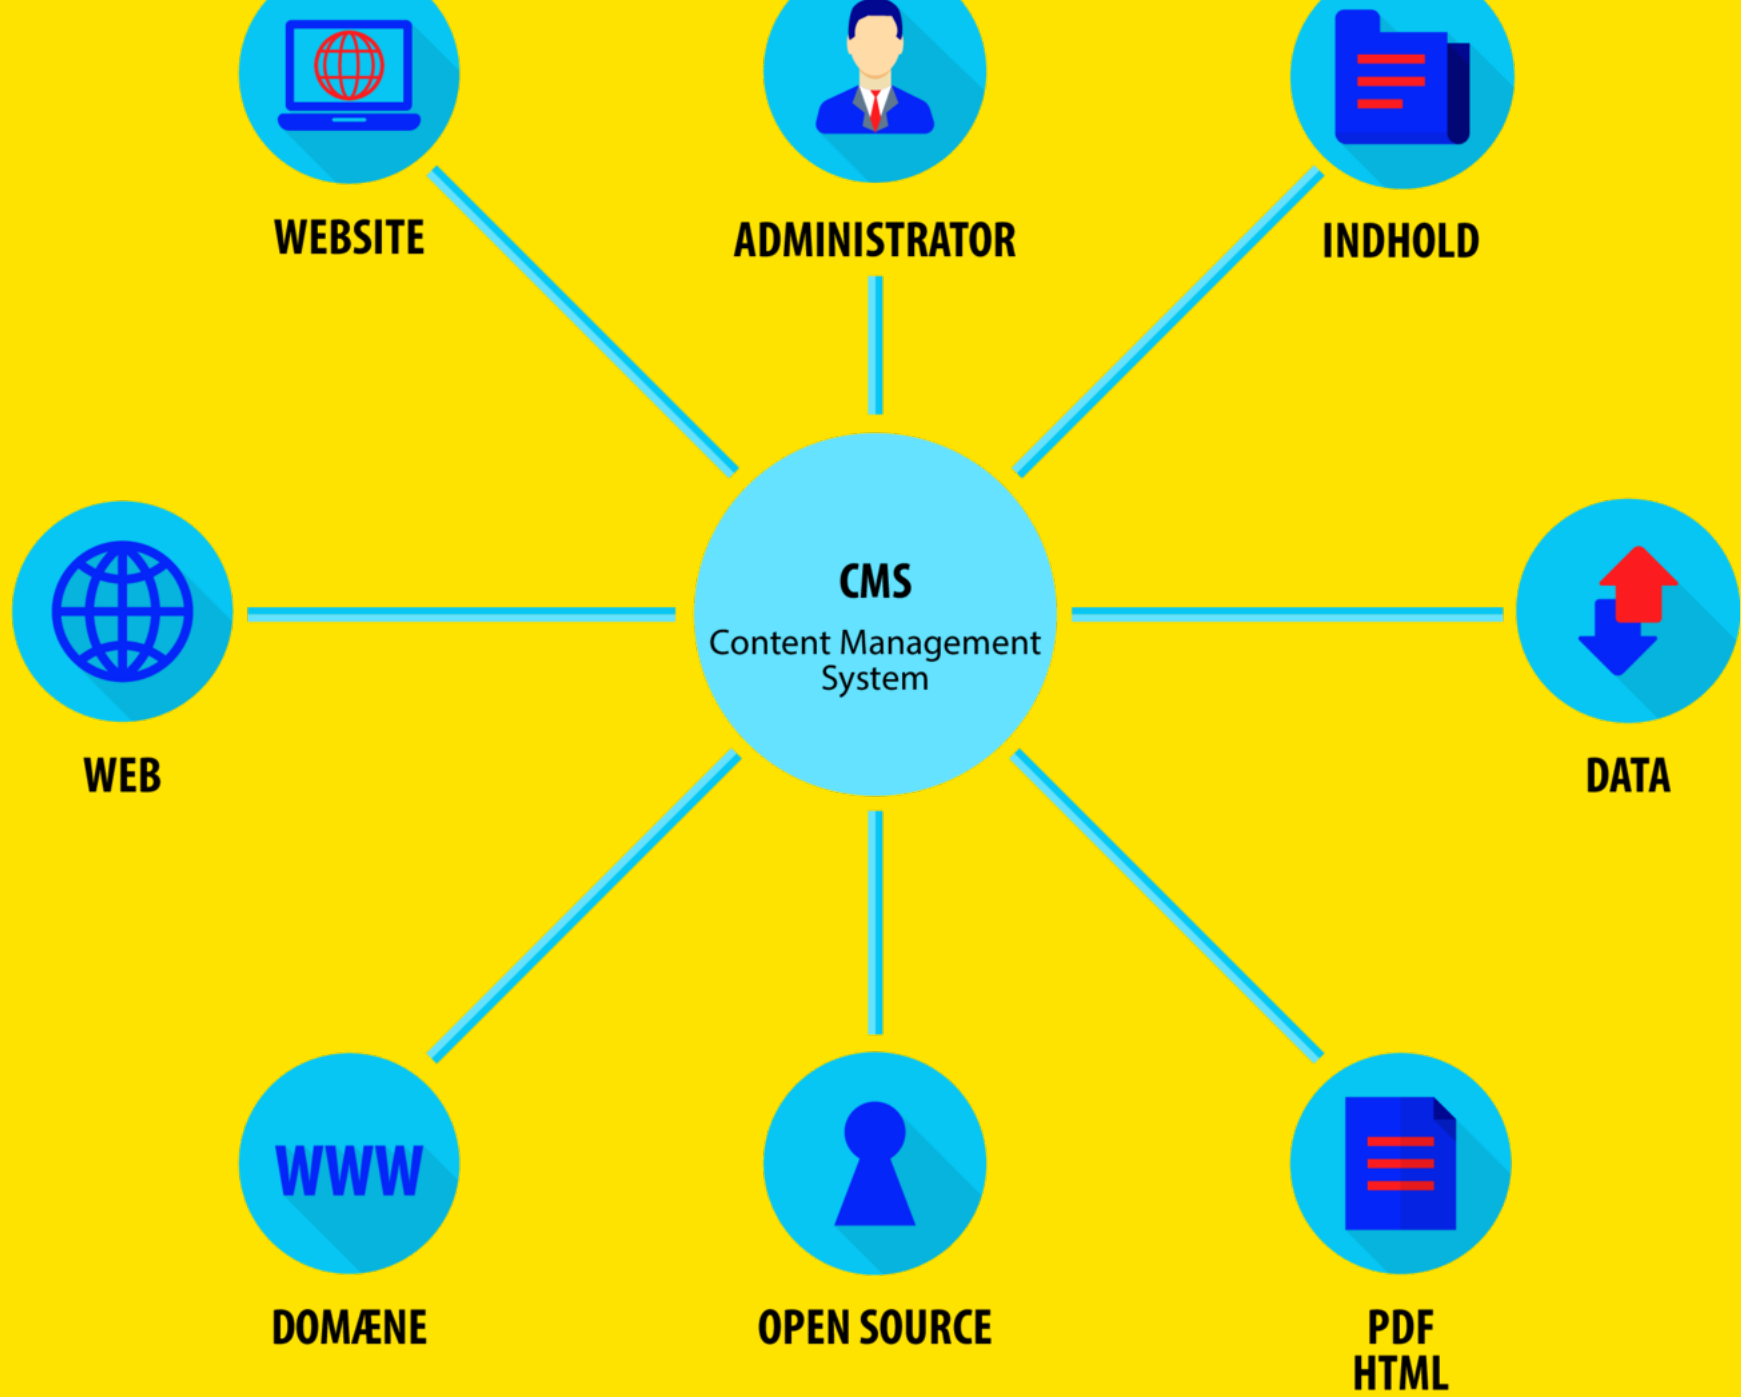 WEBSITE
ADMINISTRATOR
INDHOLD
CMS
Content Management
System
WEB
DATA
WWW
DOMÆNE
OPEN SOURCE
PDF
HTML